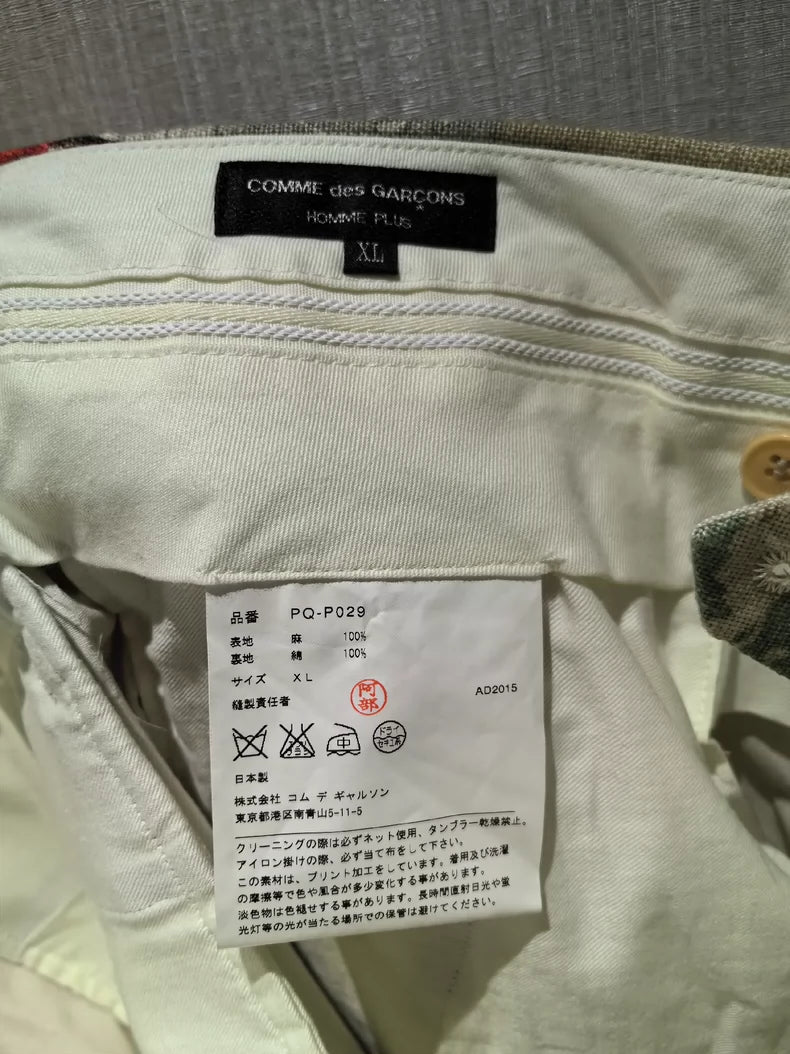 COMME des GARÇONS
HOMME PLUS
XL
品番 PQ-P029
表地 麻 100%
裏地 綿 100%
サイズ XL
縫製責任者 阿部 AD2015
ドライ
セキユ系
日本製
株式会社 コム デ ギャルソン
東京都港区南青山5-11-5
クリーニングの際は必ずネット使用、タンブラー乾燥禁止。
アイロン掛けの際、必ず当て布をして下さい。
この素材は、プリント加工をしています。着用及び洗濯
の摩擦等で色や風合が多少変化する事があります。
淡色物は色褪せする事があります。長時間直射日光や蛍
光灯等の光が当たる場所での保管は避けてください。